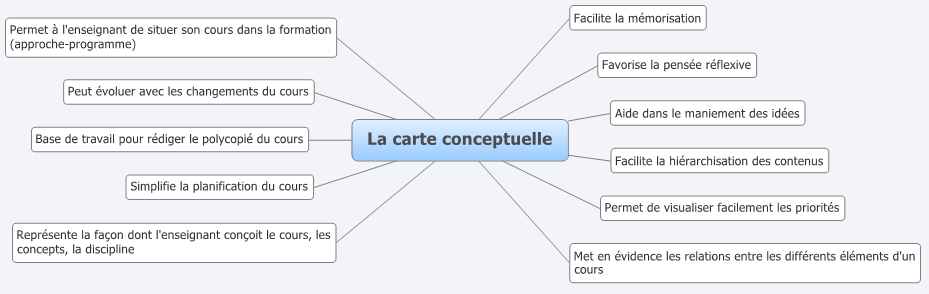 Permet à l'enseignant de situer son cours dans la formation
(approche-programme)
Peut évoluer avec les changements du cours
Base de travail pour rédiger le polycopié du cours
Simplifie la planification du cours
Représente la façon dont l'enseignant conçoit le cours, les
concepts, la discipline
La carte conceptuelle
Facilite la mémorisation
Favorise la pensée réflexive
Aide dans le maniement des idées
Facilite la hiérarchisation des contenus
Permet de visualiser facilement les priorités
Met en évidence les relations entre les différents éléments d'un
cours